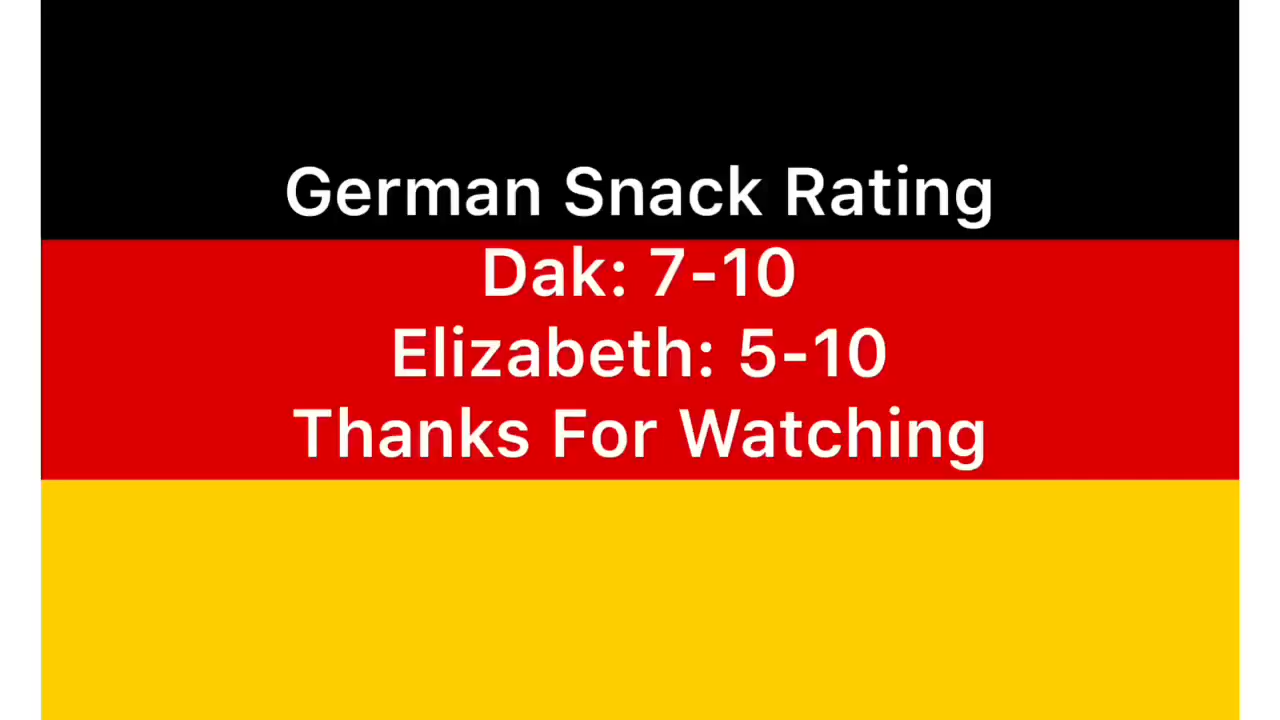 German Snack Rating
Dak: 7-10
Elizabeth: 5-10
Thanks For Watching